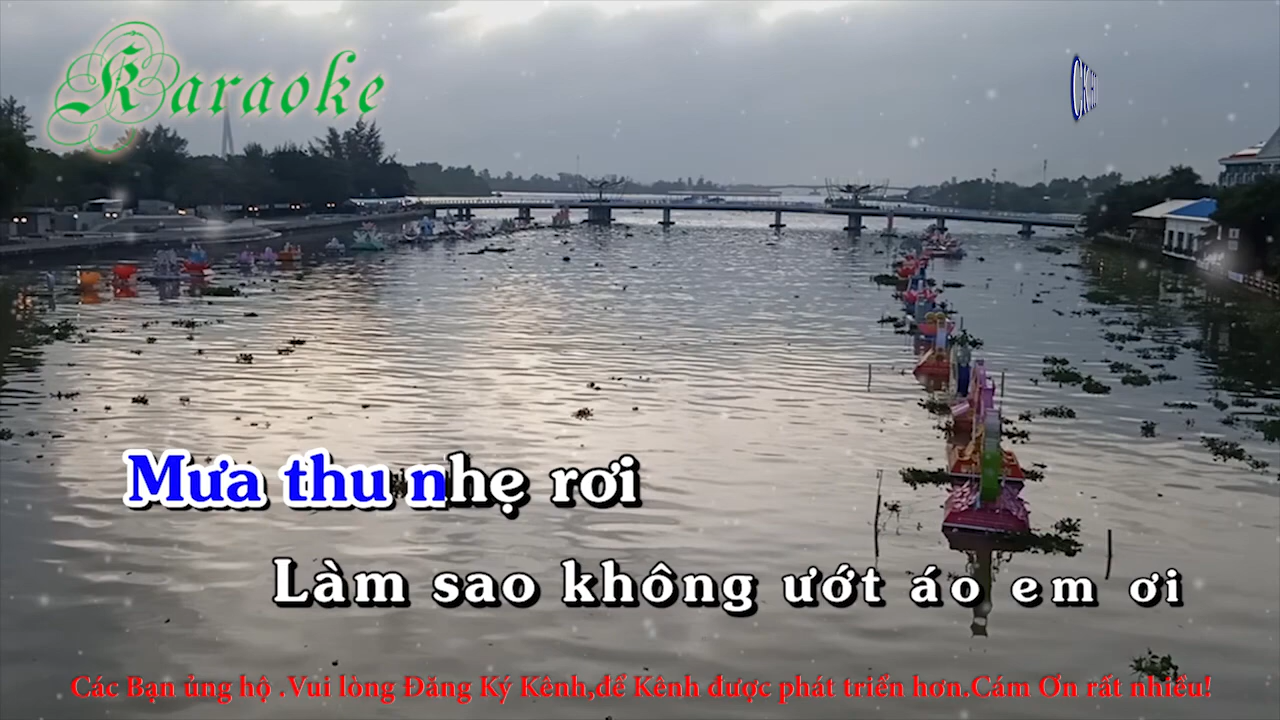 Karaoke
CK
Mưa thu nhẹ rơi
Làm sao không ướt áo em ơi
Các Bạn ủng hộ .Vui lòng Đăng Ký Kênh,để Kênh được phát triển hơn.Cám Ơn rất nhiều!